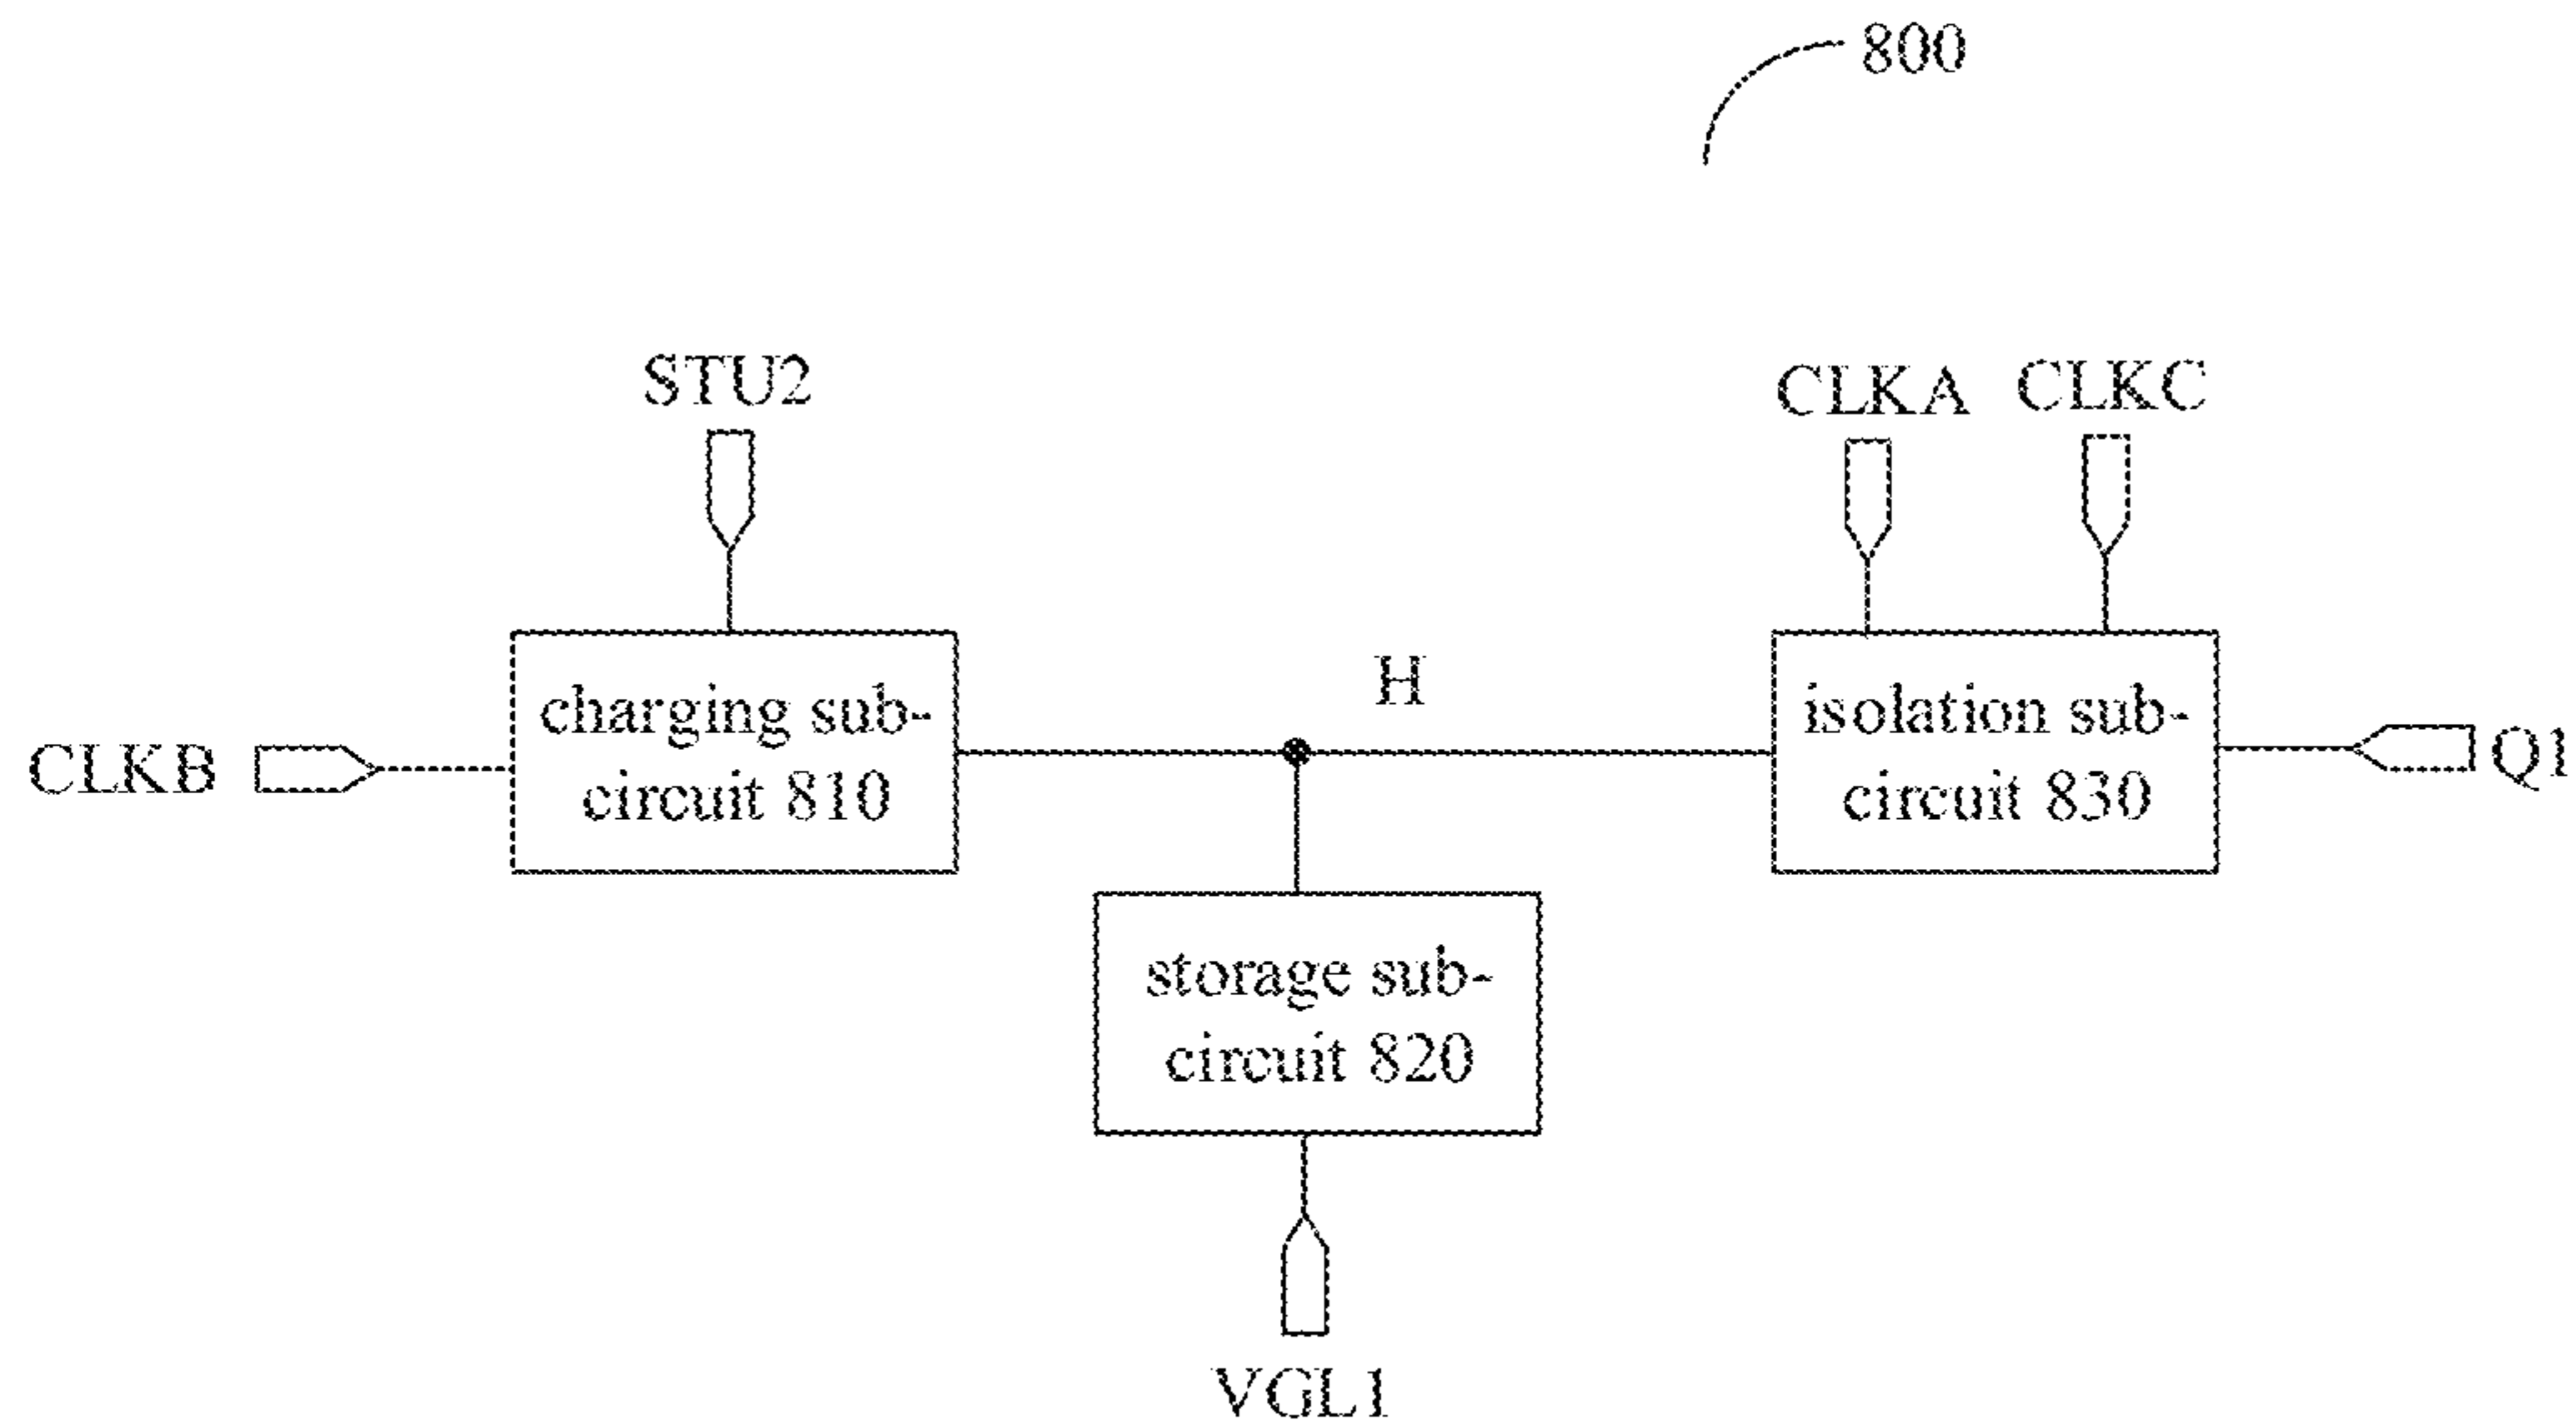 800
STU2
CLKA CLKC
H
charging sub-
circuit 810
isolation sub-
circuit 830
CLKB
Q1
storage sub-
circuit 820
VGL1